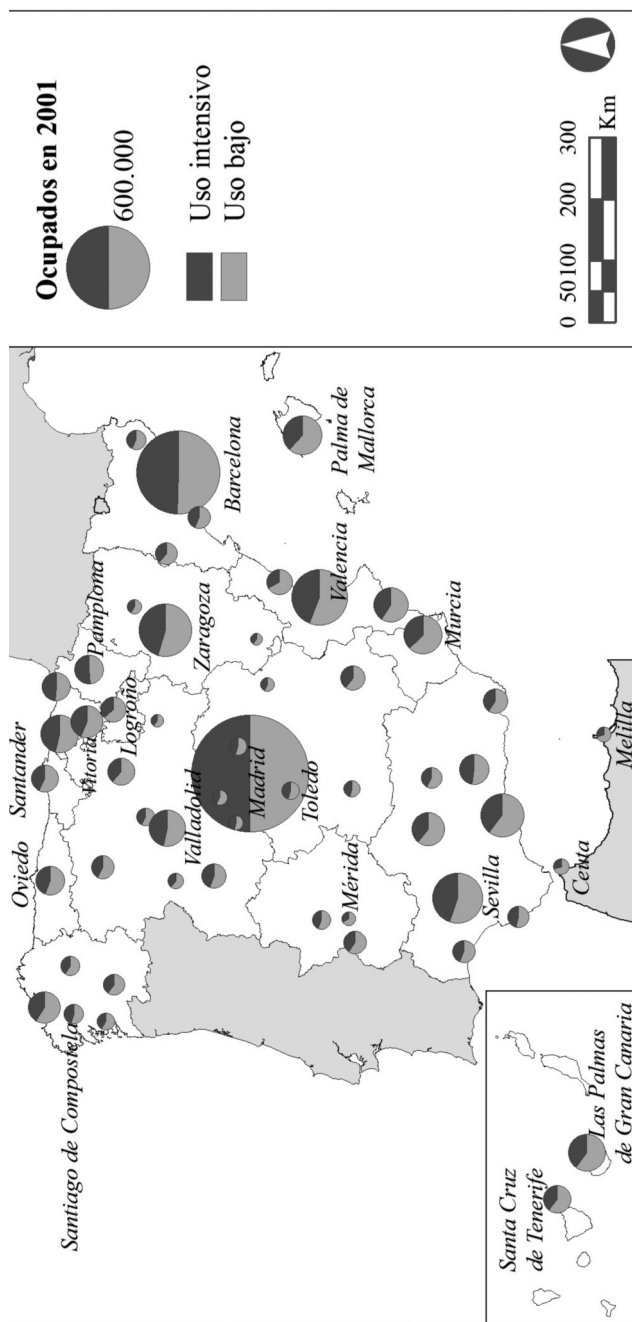 Ocupados en 2001
600.000
Uso intensivo
Uso bajo
0 50 100 200 300
Km
Santiago de Compostela
Oviedo
Santander
Vitoria
Pamplona
Logroño
Valladolid
Zaragoza
Barcelona
Madrid
Toledo
Valencia
Palma de
Mallorca
Mérida
Murcia
Sevilla
Ceuta
Melilla
Santa Cruz
de Tenerife
Las Palmas
de Gran Canaria